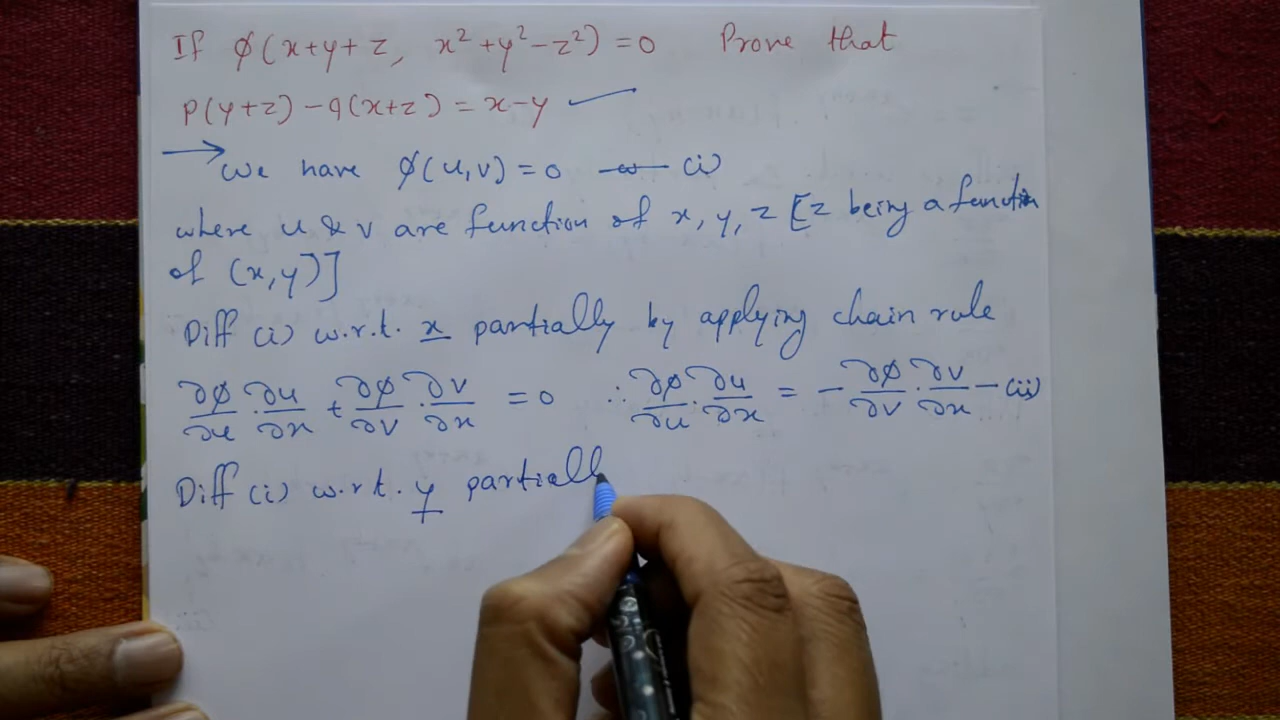 If φ(x+y+z, x²+y²-z²) = 0 Prove that
p(y+z) - q(x+z) = x-y
→ We have φ(u,v) = 0 — (i)
where u & v are function of x, y, z [z being a function
of (x,y)]
Diff (i) w.r.t. x partially by applying chain rule
∂φ/∂u · ∂u/∂x + ∂φ/∂v · ∂v/∂x = 0 ∴ ∂φ/∂u · ∂u/∂x = - ∂φ/∂v · ∂v/∂x — (ii)
Diff (i) w.r.t. y partiall